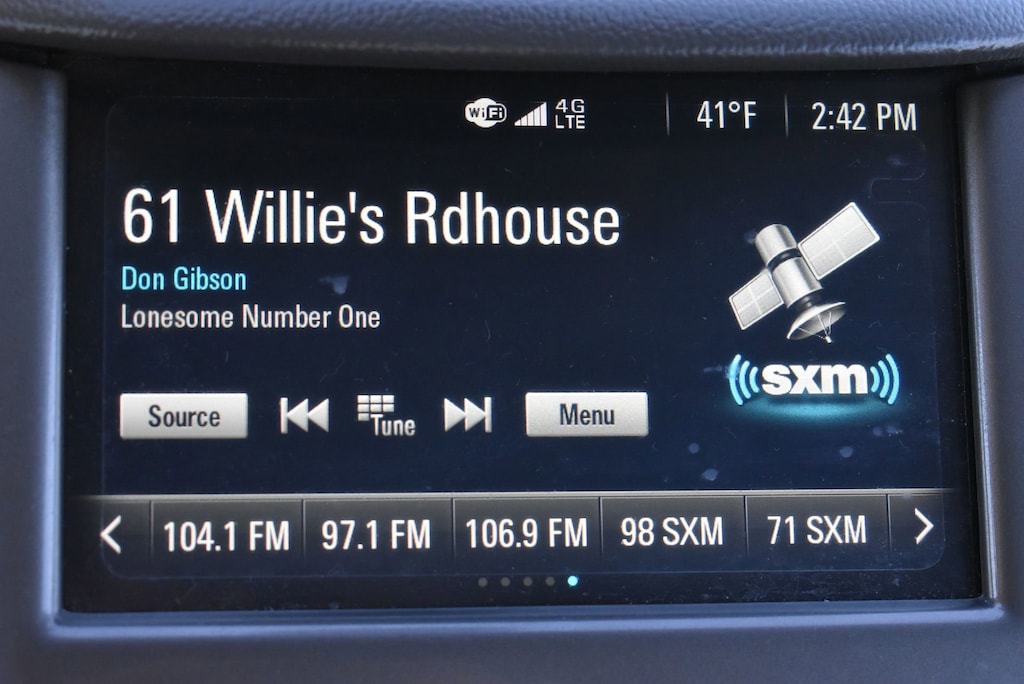 WiFi 4G LTE 41°F 2:42 PM
61 Willie's Rdhouse
Don Gibson
Lonesome Number One
sxm
Source Tune Menu
104.1 FM 97.1 FM 106.9 FM 98 SXM 71 SXM